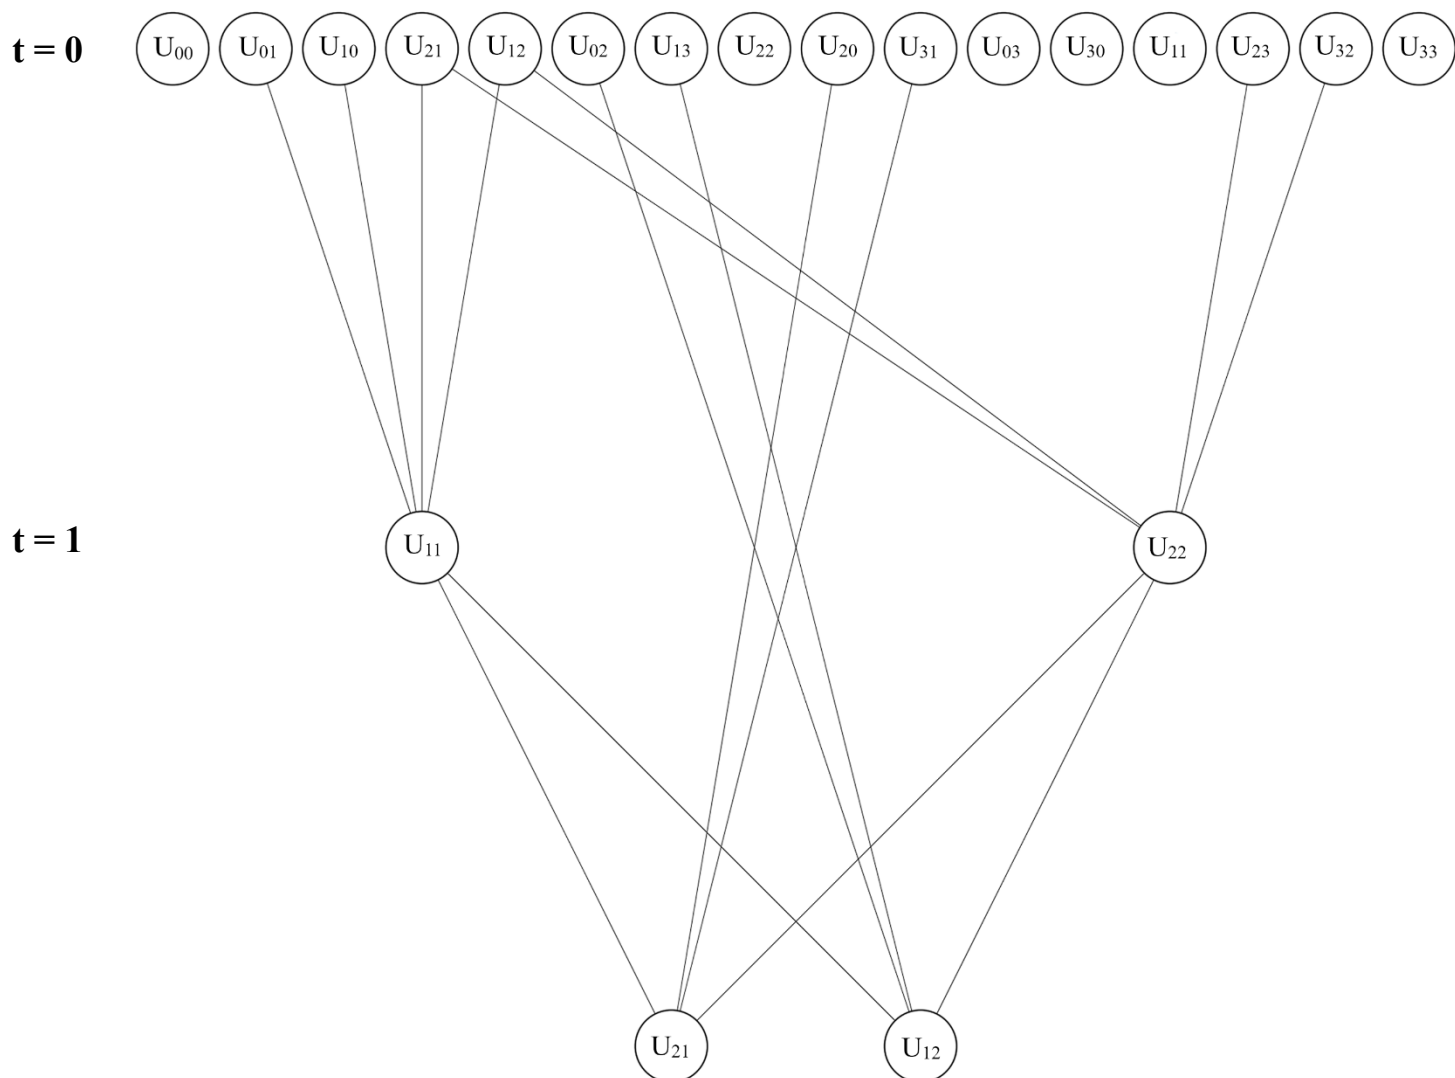 t = 0 U₀₀ U₀₁ U₁₀ U₂₁ U₁₂ U₀₂ U₁₃ U₂₂ U₂₀ U₃₁ U₀₃ U₃₀ U₁₁ U₂₃ U₃₂ U₃₃
t = 1 U₁₁ U₂₂
U₂₁ U₁₂